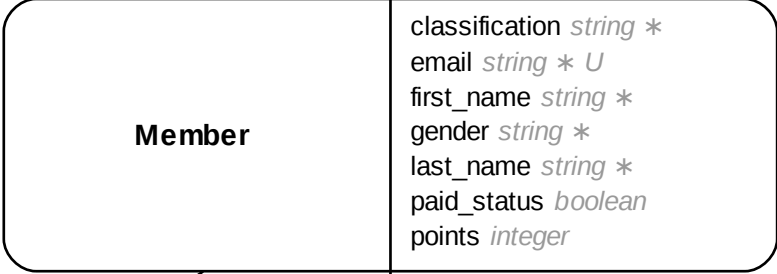 Member
classification string ∗
email string ∗ U
first_name string ∗
gender string ∗
last_name string ∗
paid_status boolean
points integer